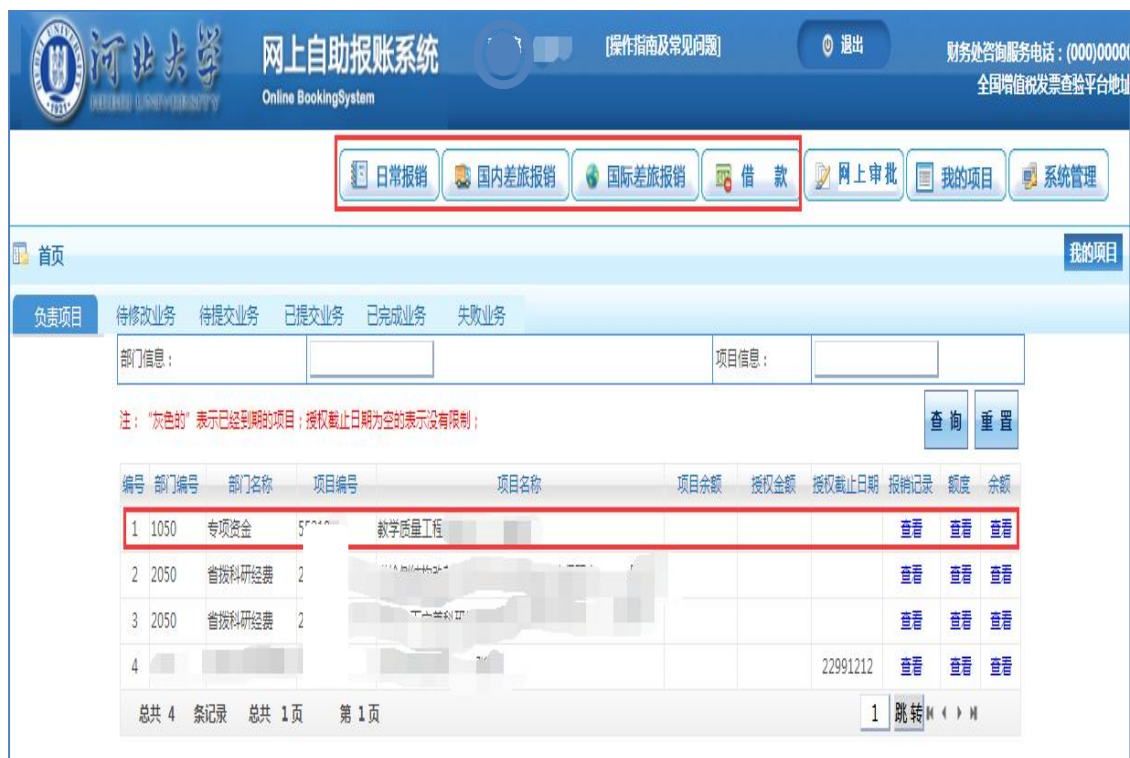 河北大学 网上自助报账系统 [操作指南及常见问题] 退出 财务处咨询服务电话：(000)00000
HEBEI UNIVERSITY Online BookingSystem 全国增值税发票查验平台地址
1921
日常报销 国内差旅报销 国际差旅报销 借 款 网上审批 我的项目 系统管理
首页 我的项目
负责项目 待修改业务 待提交业务 已提交业务 已完成业务 失败业务
部门信息： 项目信息：
注："灰色的"表示已经到期的项目；授权截止日期为空的表示没有限制； 查 询 重 置
编号 部门编号 部门名称 项目编号 项目名称 项目余额 授权金额 授权截止日期 报销记录 额度 余额
1 1050 专项资金 教学质量工程 查看 查看 查看
2 2050 省拨科研经费 2 查看 查看 查看
3 2050 省拨科研经费 2 查看 查看 查看
4 22991212 查看 查看 查看
总共 4 条记录 总共 1 页 第 1 页 1 跳 转